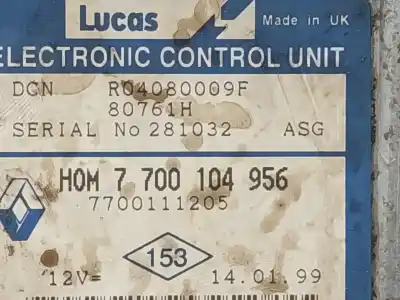 Lucas Made in UK
ELECTRONIC CONTROL UNIT
DCN R04080009F
80761H
SERIAL No 281032 ASG
HOM 7 700 104 956
7700111205
153
12V= 14.01.99